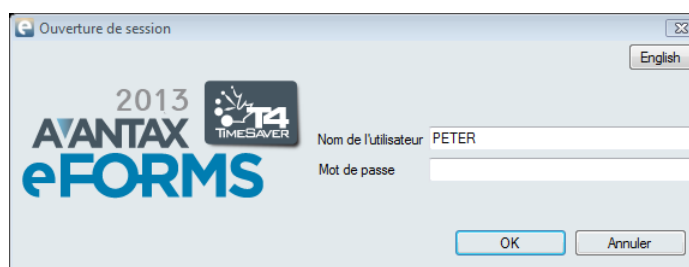 Ouverture de session
English
2013
AVANTAX
eFORMS
T4
TIMESAVER
Nom de l'utilisateur PETER
Mot de passe
OK Annuler